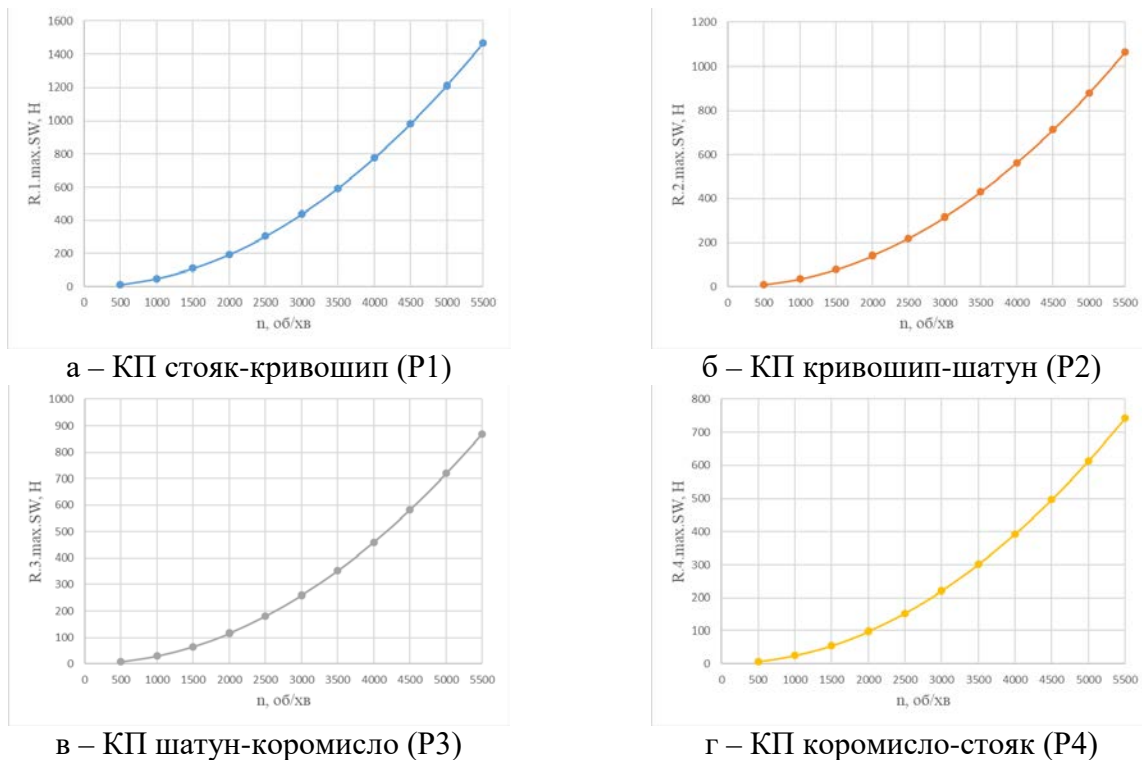 1600
1400
1200
1000
800
600
400
200
0
R.1.max.SW, Н
0 500 1000 1500 2000 2500 3000 3500 4000 4500 5000 5500
n, об/хв
а – КП стояк-кривошип (Р1)
1200
1000
800
600
400
200
0
R.2.max.SW, Н
0 500 1000 1500 2000 2500 3000 3500 4000 4500 5000 5500
n, об/хв
б – КП кривошип-шатун (Р2)
1000
900
800
700
600
500
400
300
200
100
0
R.3.max.SW, Н
0 500 1000 1500 2000 2500 3000 3500 4000 4500 5000 5500
n, об/хв
в – КП шатун-коромисло (Р3)
800
700
600
500
400
300
200
100
0
R.4.max.SW, Н
0 500 1000 1500 2000 2500 3000 3500 4000 4500 5000 5500
n, об/хв
г – КП коромисло-стояк (Р4)